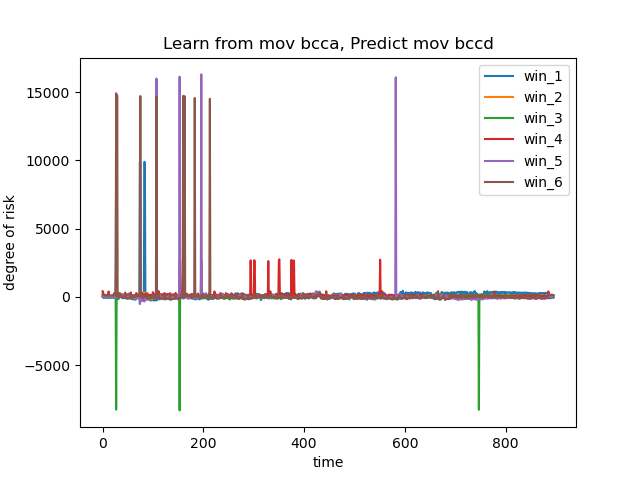 Learn from mov bcca, Predict mov bccd
win_1
win_2
win_3
win_4
win_5
win_6
15000
10000
5000
0
−5000
degree of risk
0 200 400 600 800
time